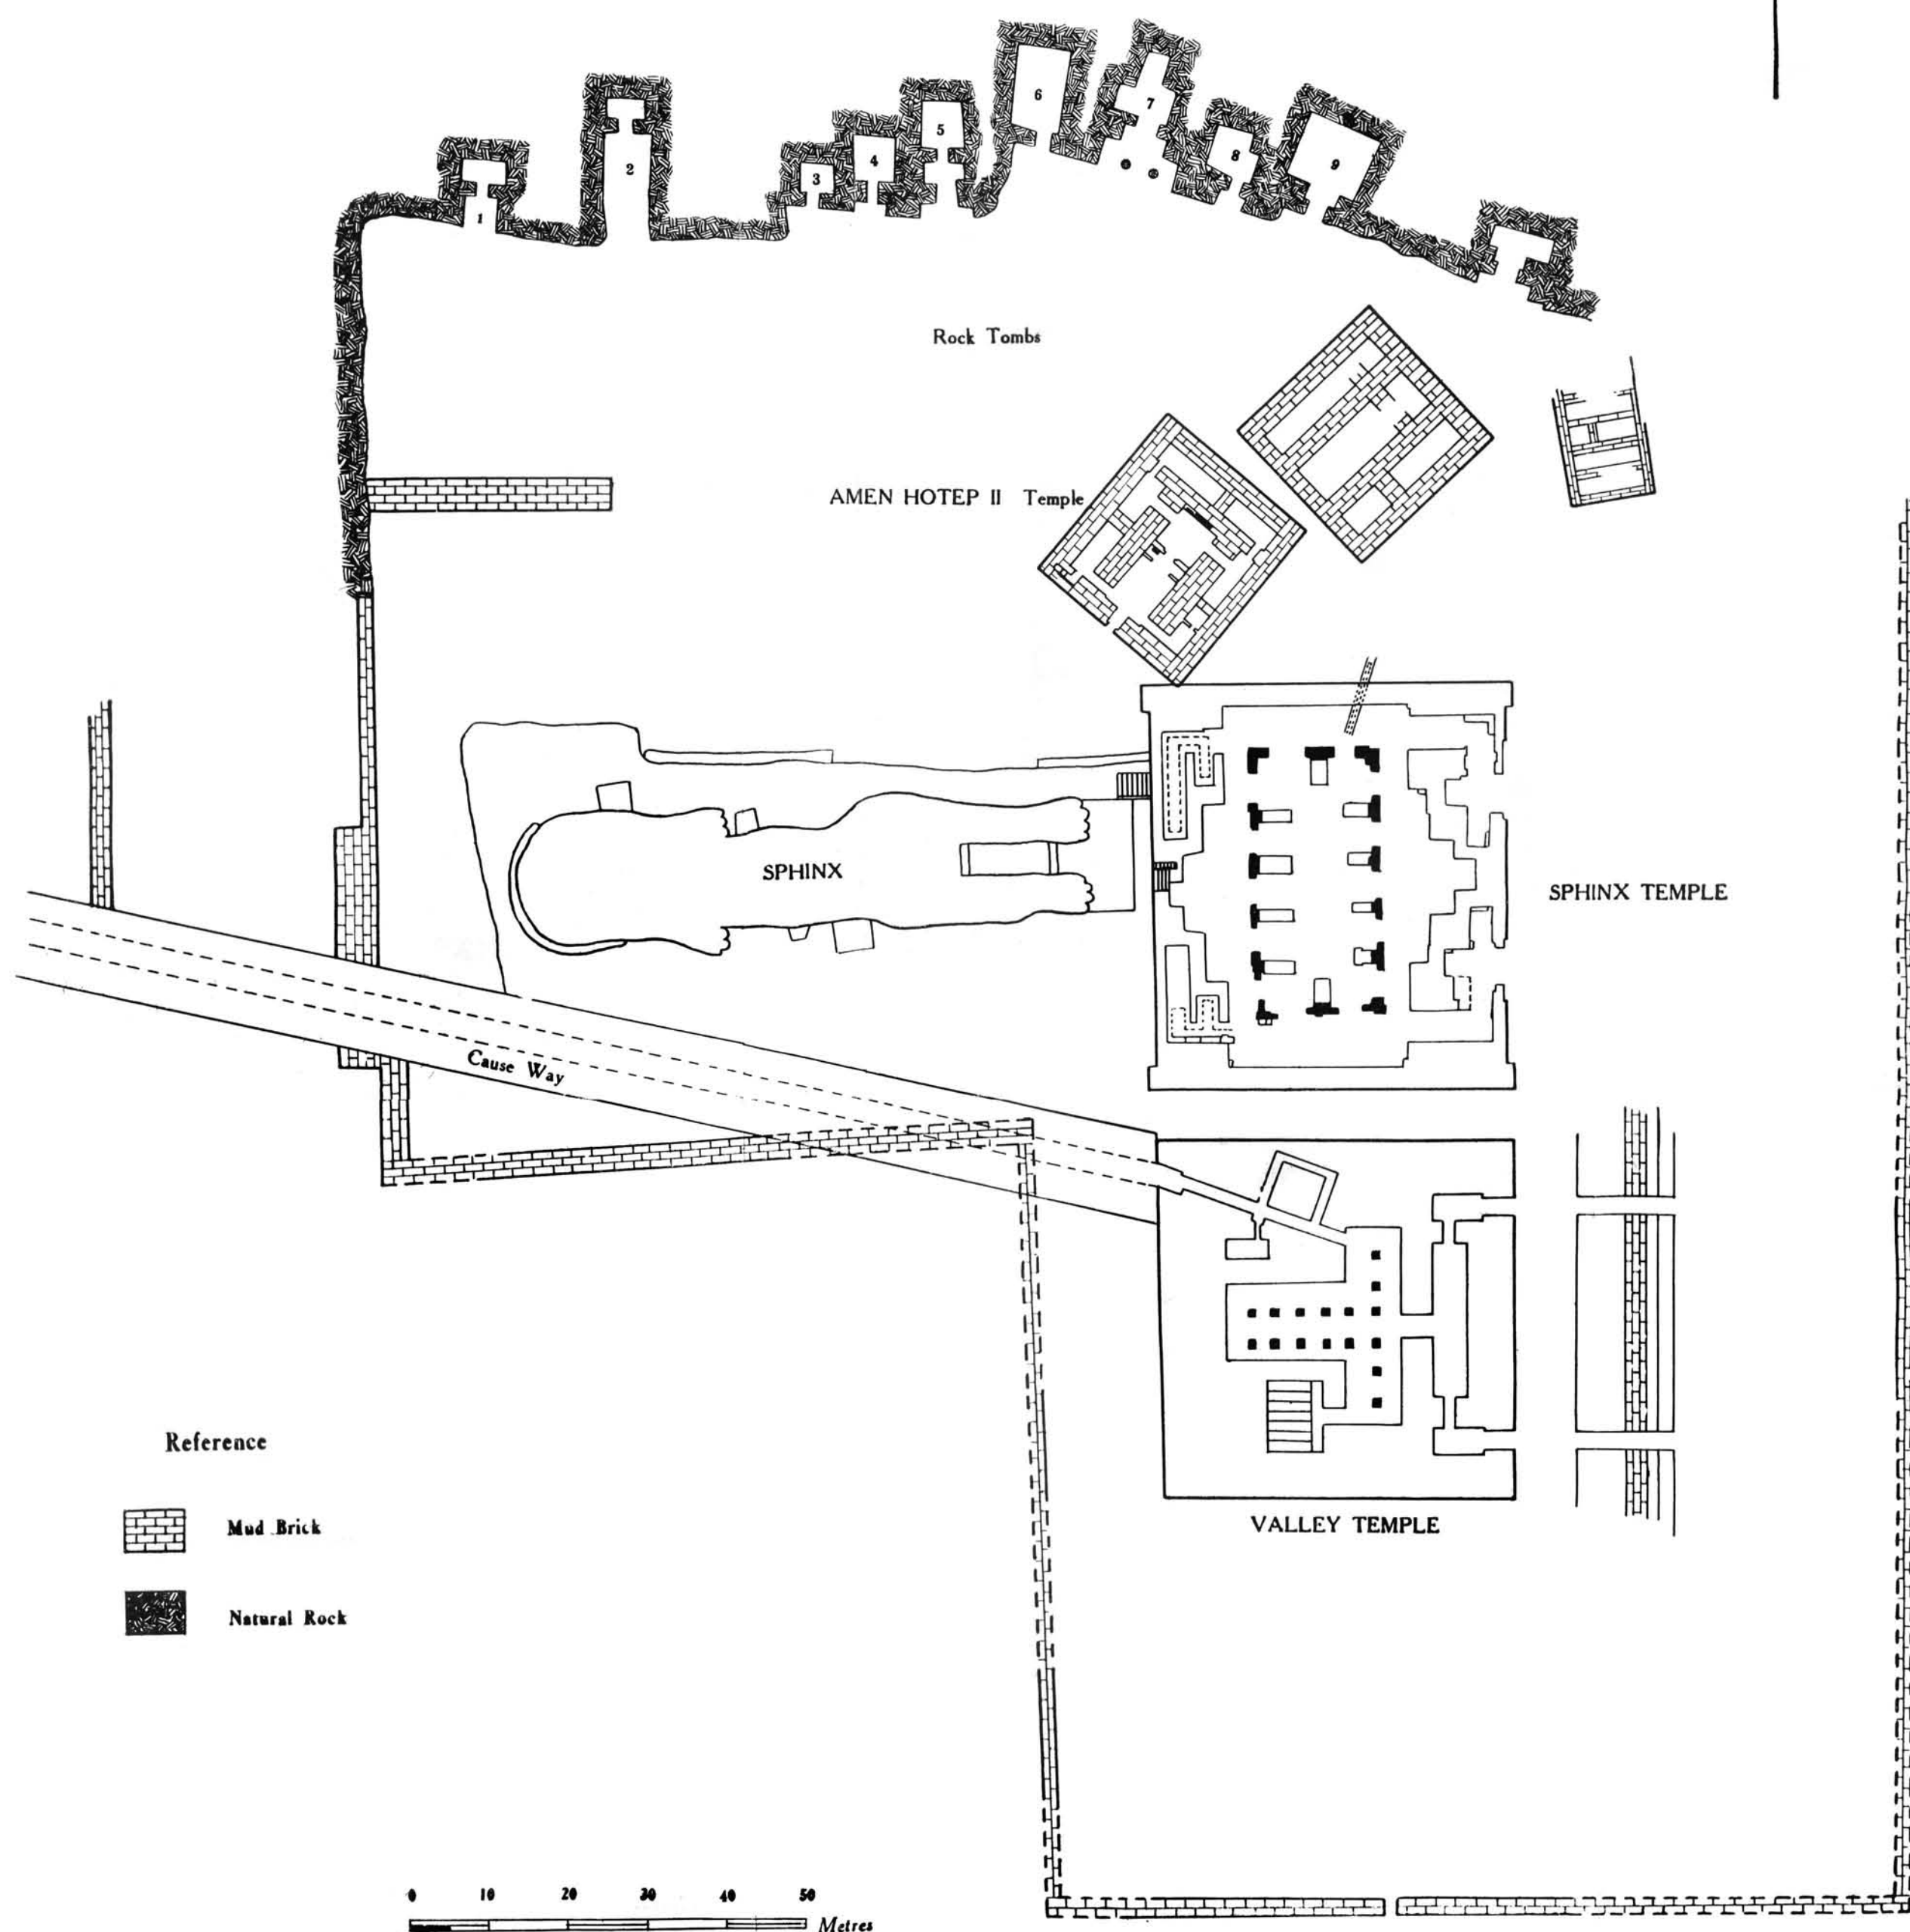 6
7
5
8
4
9
2
3
1
Rock Tombs
AMEN HOTEP II Temple
SPHINX
SPHINX TEMPLE
Cause Way
VALLEY TEMPLE
Reference
Mud Brick
Natural Rock
0 10 20 30 40 50
Metres